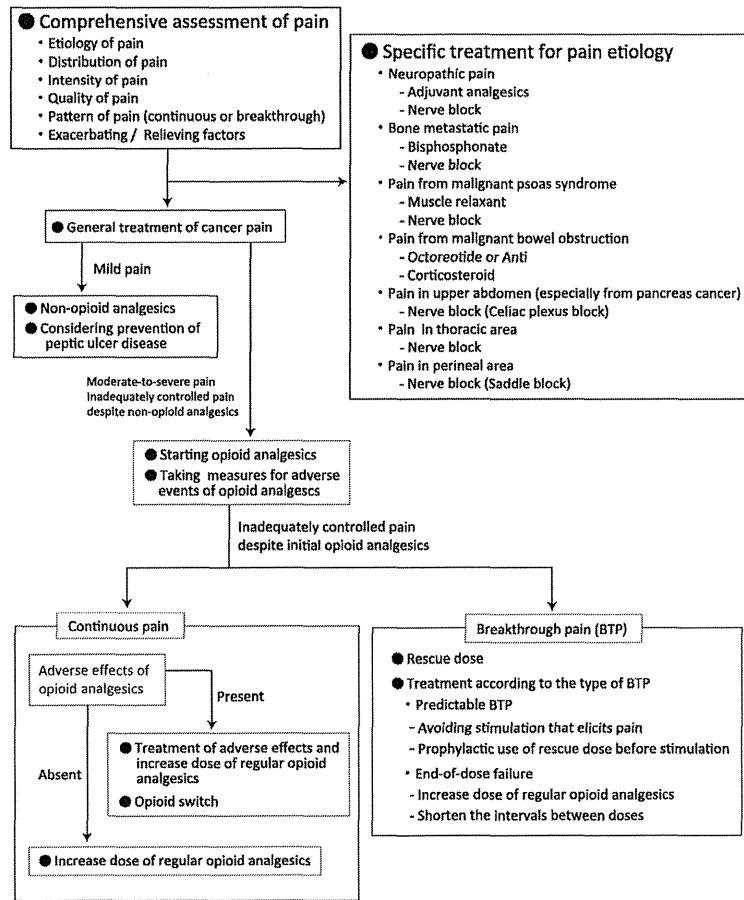 ● Comprehensive assessment of pain
• Etiology of pain
• Distribution of pain
• Intensity of pain
• Quality of pain
• Pattern of pain (continuous or breakthrough)
• Exacerbating / Relieving factors
● Specific treatment for pain etiology
• Neuropathic pain
- Adjuvant analgesics
- Nerve block
• Bone metastatic pain
- Bisphosphonate
- Nerve block
• Pain from malignant psoas syndrome
- Muscle relaxant
- Nerve block
• Pain from malignant bowel obstruction
- Octoreotide or Anti
- Corticosteroid
• Pain in upper abdomen (especially from pancreas cancer)
- Nerve block (Celiac plexus block)
• Pain in thoracic area
- Nerve block
• Pain in perineal area
- Nerve block (Saddle block)
● General treatment of cancer pain
Mild pain
● Non-opioid analgesics
● Considering prevention of
peptic ulcer disease
Moderate-to-severe pain
Inadequately controlled pain
despite non-opioid analgesics
● Starting opioid analgesics
● Taking measures for adverse
events of opioid analgescs
Inadequately controlled pain
despite initial opioid analgesics
Continuous pain
Adverse effects of
opioid analgesics
Present
● Treatment of adverse effects and
increase dose of regular opioid
analgesics
● Opioid switch
Absent
● Increase dose of regular opioid analgesics
Breakthrough pain (BTP)
● Rescue dose
● Treatment according to the type of BTP
• Predictable BTP
- Avoiding stimulation that elicits pain
- Prophylactic use of rescue dose before stimulation
• End-of-dose failure
- Increase dose of regular opioid analgesics
- Shorten the intervals between doses